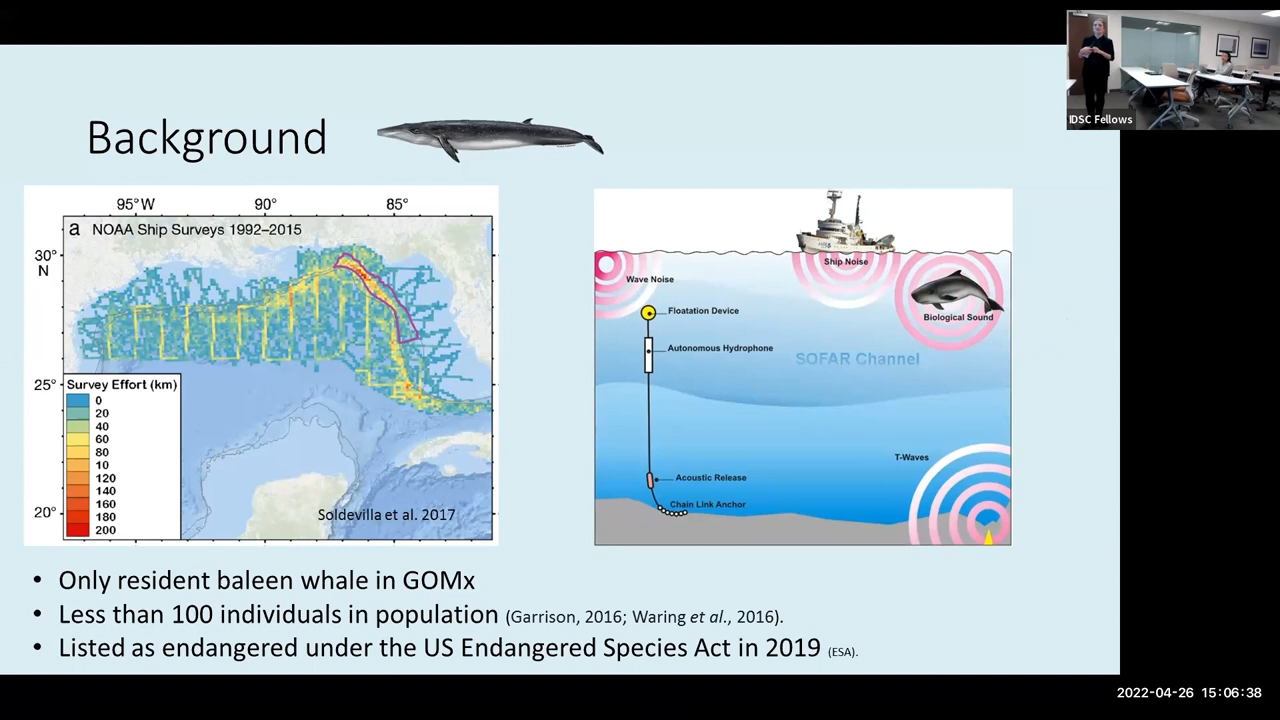 IDSC Fellows
Background
95°W 90° 85°
a NOAA Ship Surveys 1992–2015
30°
N
25°
20°
Survey Effort (km)
0
20
40
60
80
10
120
140
160
180
200
Soldevilla et al. 2017
Wave Noise
Ship Noise
Biological Sound
Floatation Device
Autonomous Hydrophone
SOFAR Channel
T-Waves
Acoustic Release
Chain Link Anchor
• Only resident baleen whale in GOMx
• Less than 100 individuals in population (Garrison, 2016; Waring et al., 2016).
• Listed as endangered under the US Endangered Species Act in 2019 (ESA).
2022-04-26 15:06:38